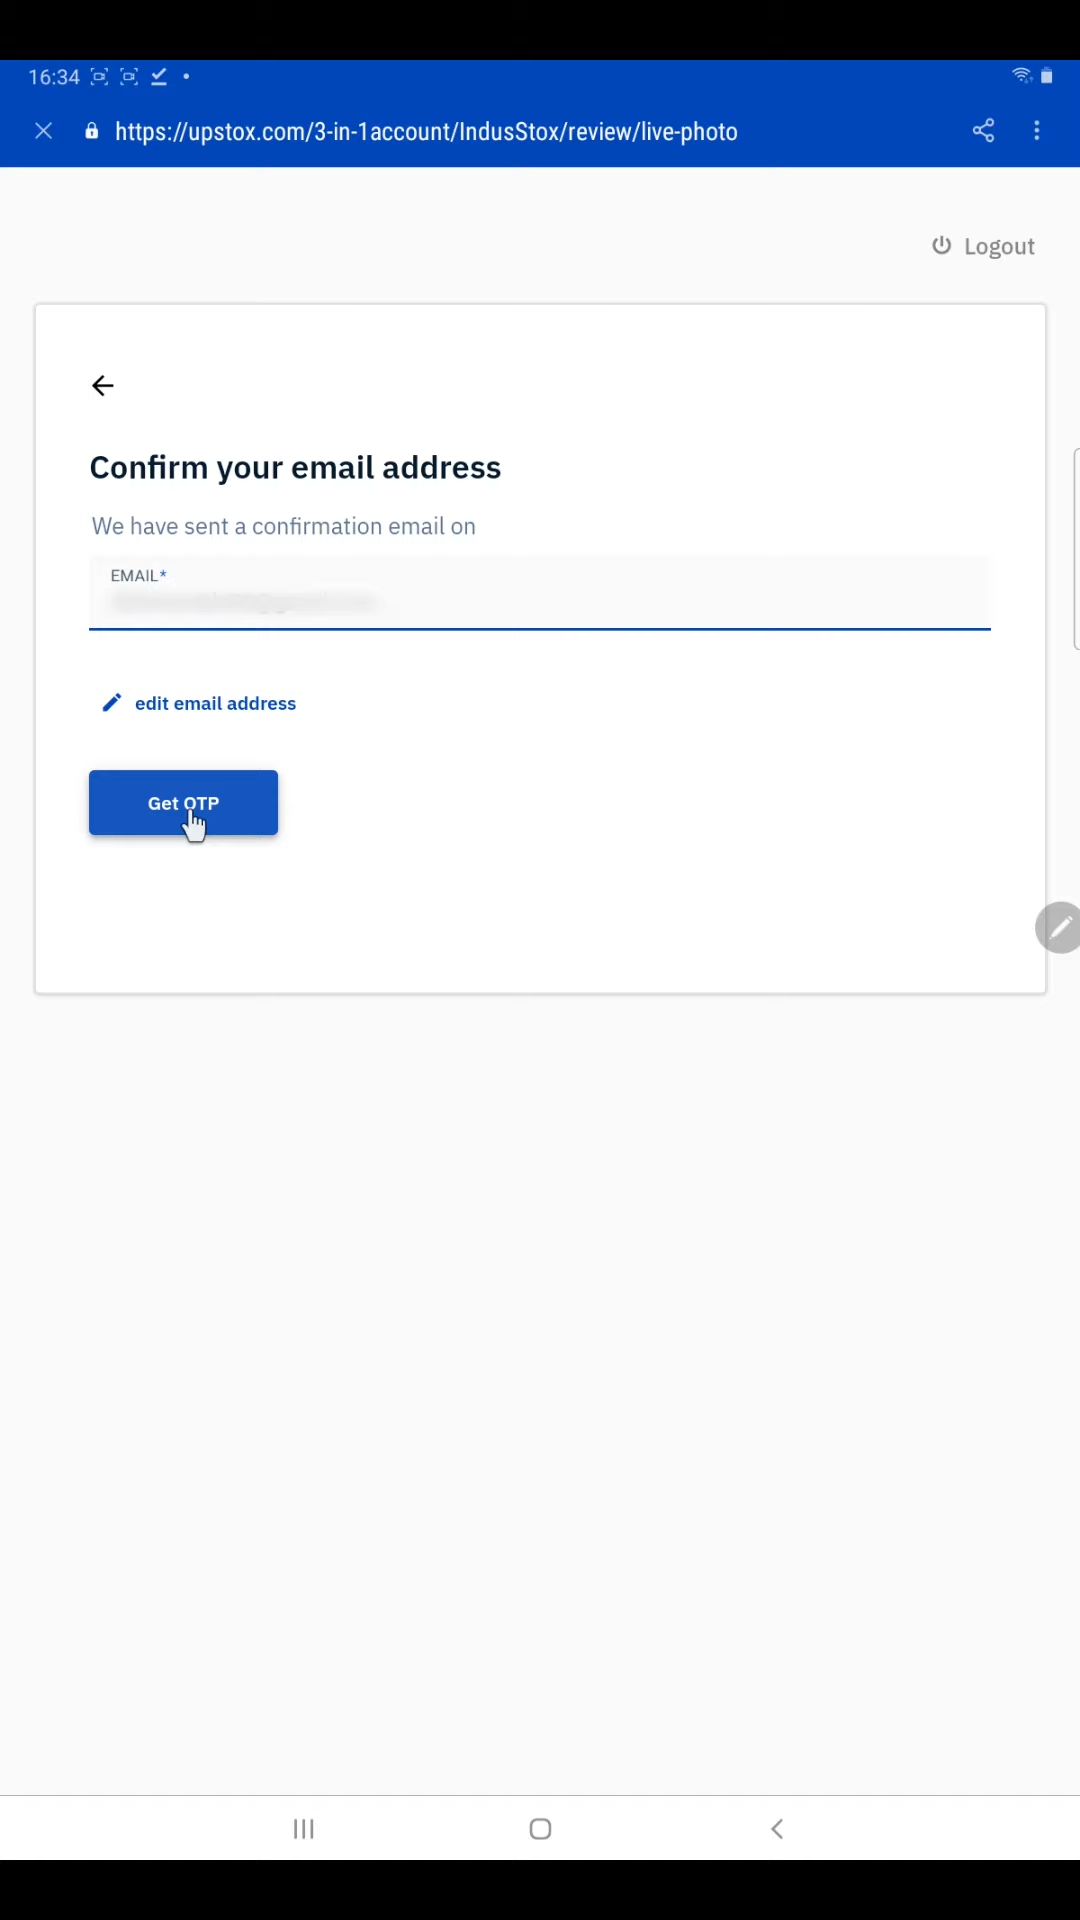 16:34
https://upstox.com/3-in-1account/IndusStox/review/live-photo
Logout
Confirm your email address
We have sent a confirmation email on
EMAIL*
edit email address
Get OTP